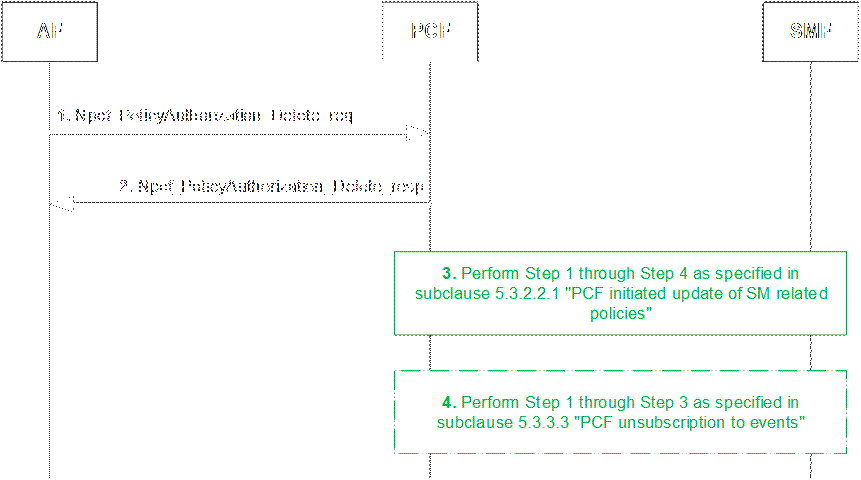 AF
PCF
SMF
1. Npcf_PolicyAuthorization_Delete_req
2. Npcf_PolicyAuthorization_Delete_resp
3. Perform Step 1 through Step 4 as specified in
subclause 5.3.2.2.1 "PCF initiated update of SM related
policies"
4. Perform Step 1 through Step 3 as specified in
subclause 5.3.3.3 "PCF unsubscription to events"